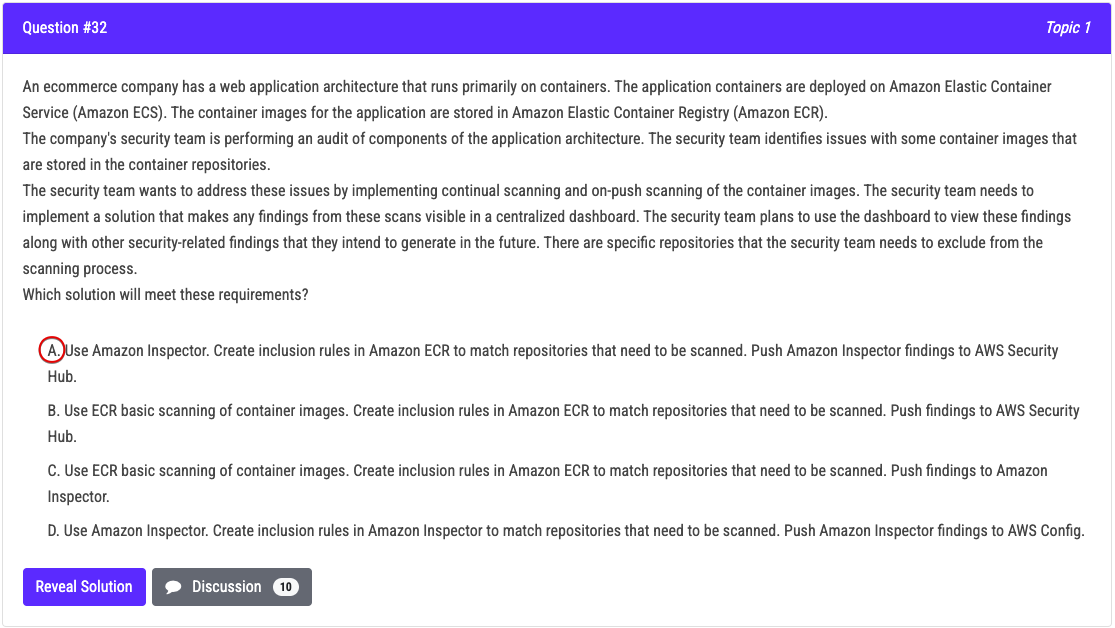 Question #32
Topic 1
An ecommerce company has a web application architecture that runs primarily on containers. The application containers are deployed on Amazon Elastic Container
Service (Amazon ECS). The container images for the application are stored in Amazon Elastic Container Registry (Amazon ECR).
The company's security team is performing an audit of components of the application architecture. The security team identifies issues with some container images that
are stored in the container repositories.
The security team wants to address these issues by implementing continual scanning and on-push scanning of the container images. The security team needs to
implement a solution that makes any findings from these scans visible in a centralized dashboard. The security team plans to use the dashboard to view these findings
along with other security-related findings that they intend to generate in the future. There are specific repositories that the security team needs to exclude from the
scanning process.
Which solution will meet these requirements?
A. Use Amazon Inspector. Create inclusion rules in Amazon ECR to match repositories that need to be scanned. Push Amazon Inspector findings to AWS Security
Hub.
B. Use ECR basic scanning of container images. Create inclusion rules in Amazon ECR to match repositories that need to be scanned. Push findings to AWS Security
Hub.
C. Use ECR basic scanning of container images. Create inclusion rules in Amazon ECR to match repositories that need to be scanned. Push findings to Amazon
Inspector.
D. Use Amazon Inspector. Create inclusion rules in Amazon Inspector to match repositories that need to be scanned. Push Amazon Inspector findings to AWS Config.
Reveal Solution
Discussion 10